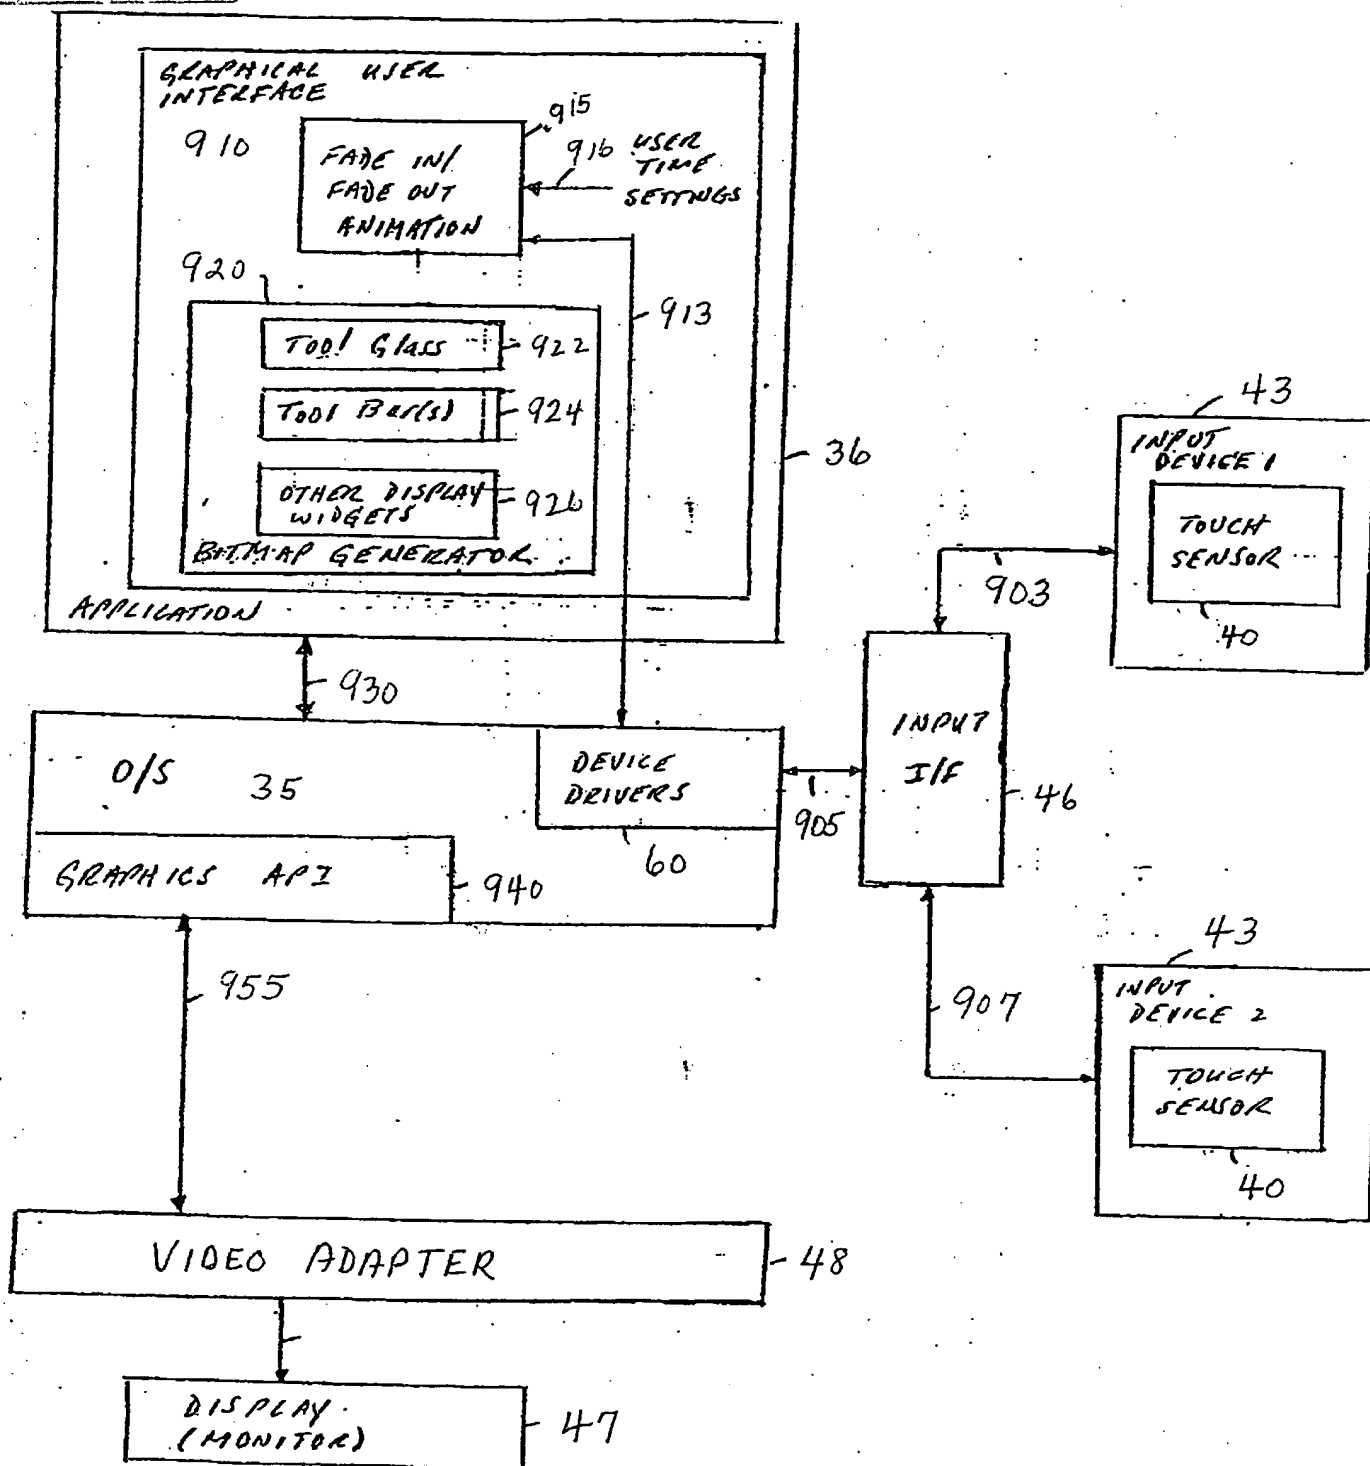 GRAPHICAL USER
INTERFACE
910
915
FADE IN/
FADE OUT
ANIMATION
916
USER
TIME
SETTINGS
920
913
Tool Glass
922
Tool Bar(s)
924
OTHER DISPLAY
WIDGETS
926
BITMAP GENERATOR
APPLICATION
36
930
O/S
35
DEVICE
DRIVERS
60
GRAPHICS API
940
905
INPUT
I/F
46
903
43
INPUT
DEVICE 1
TOUCH
SENSOR
40
907
43
INPUT
DEVICE 2
TOUCH
SENSOR
40
955
VIDEO ADAPTER
48
DISPLAY
(MONITOR)
47